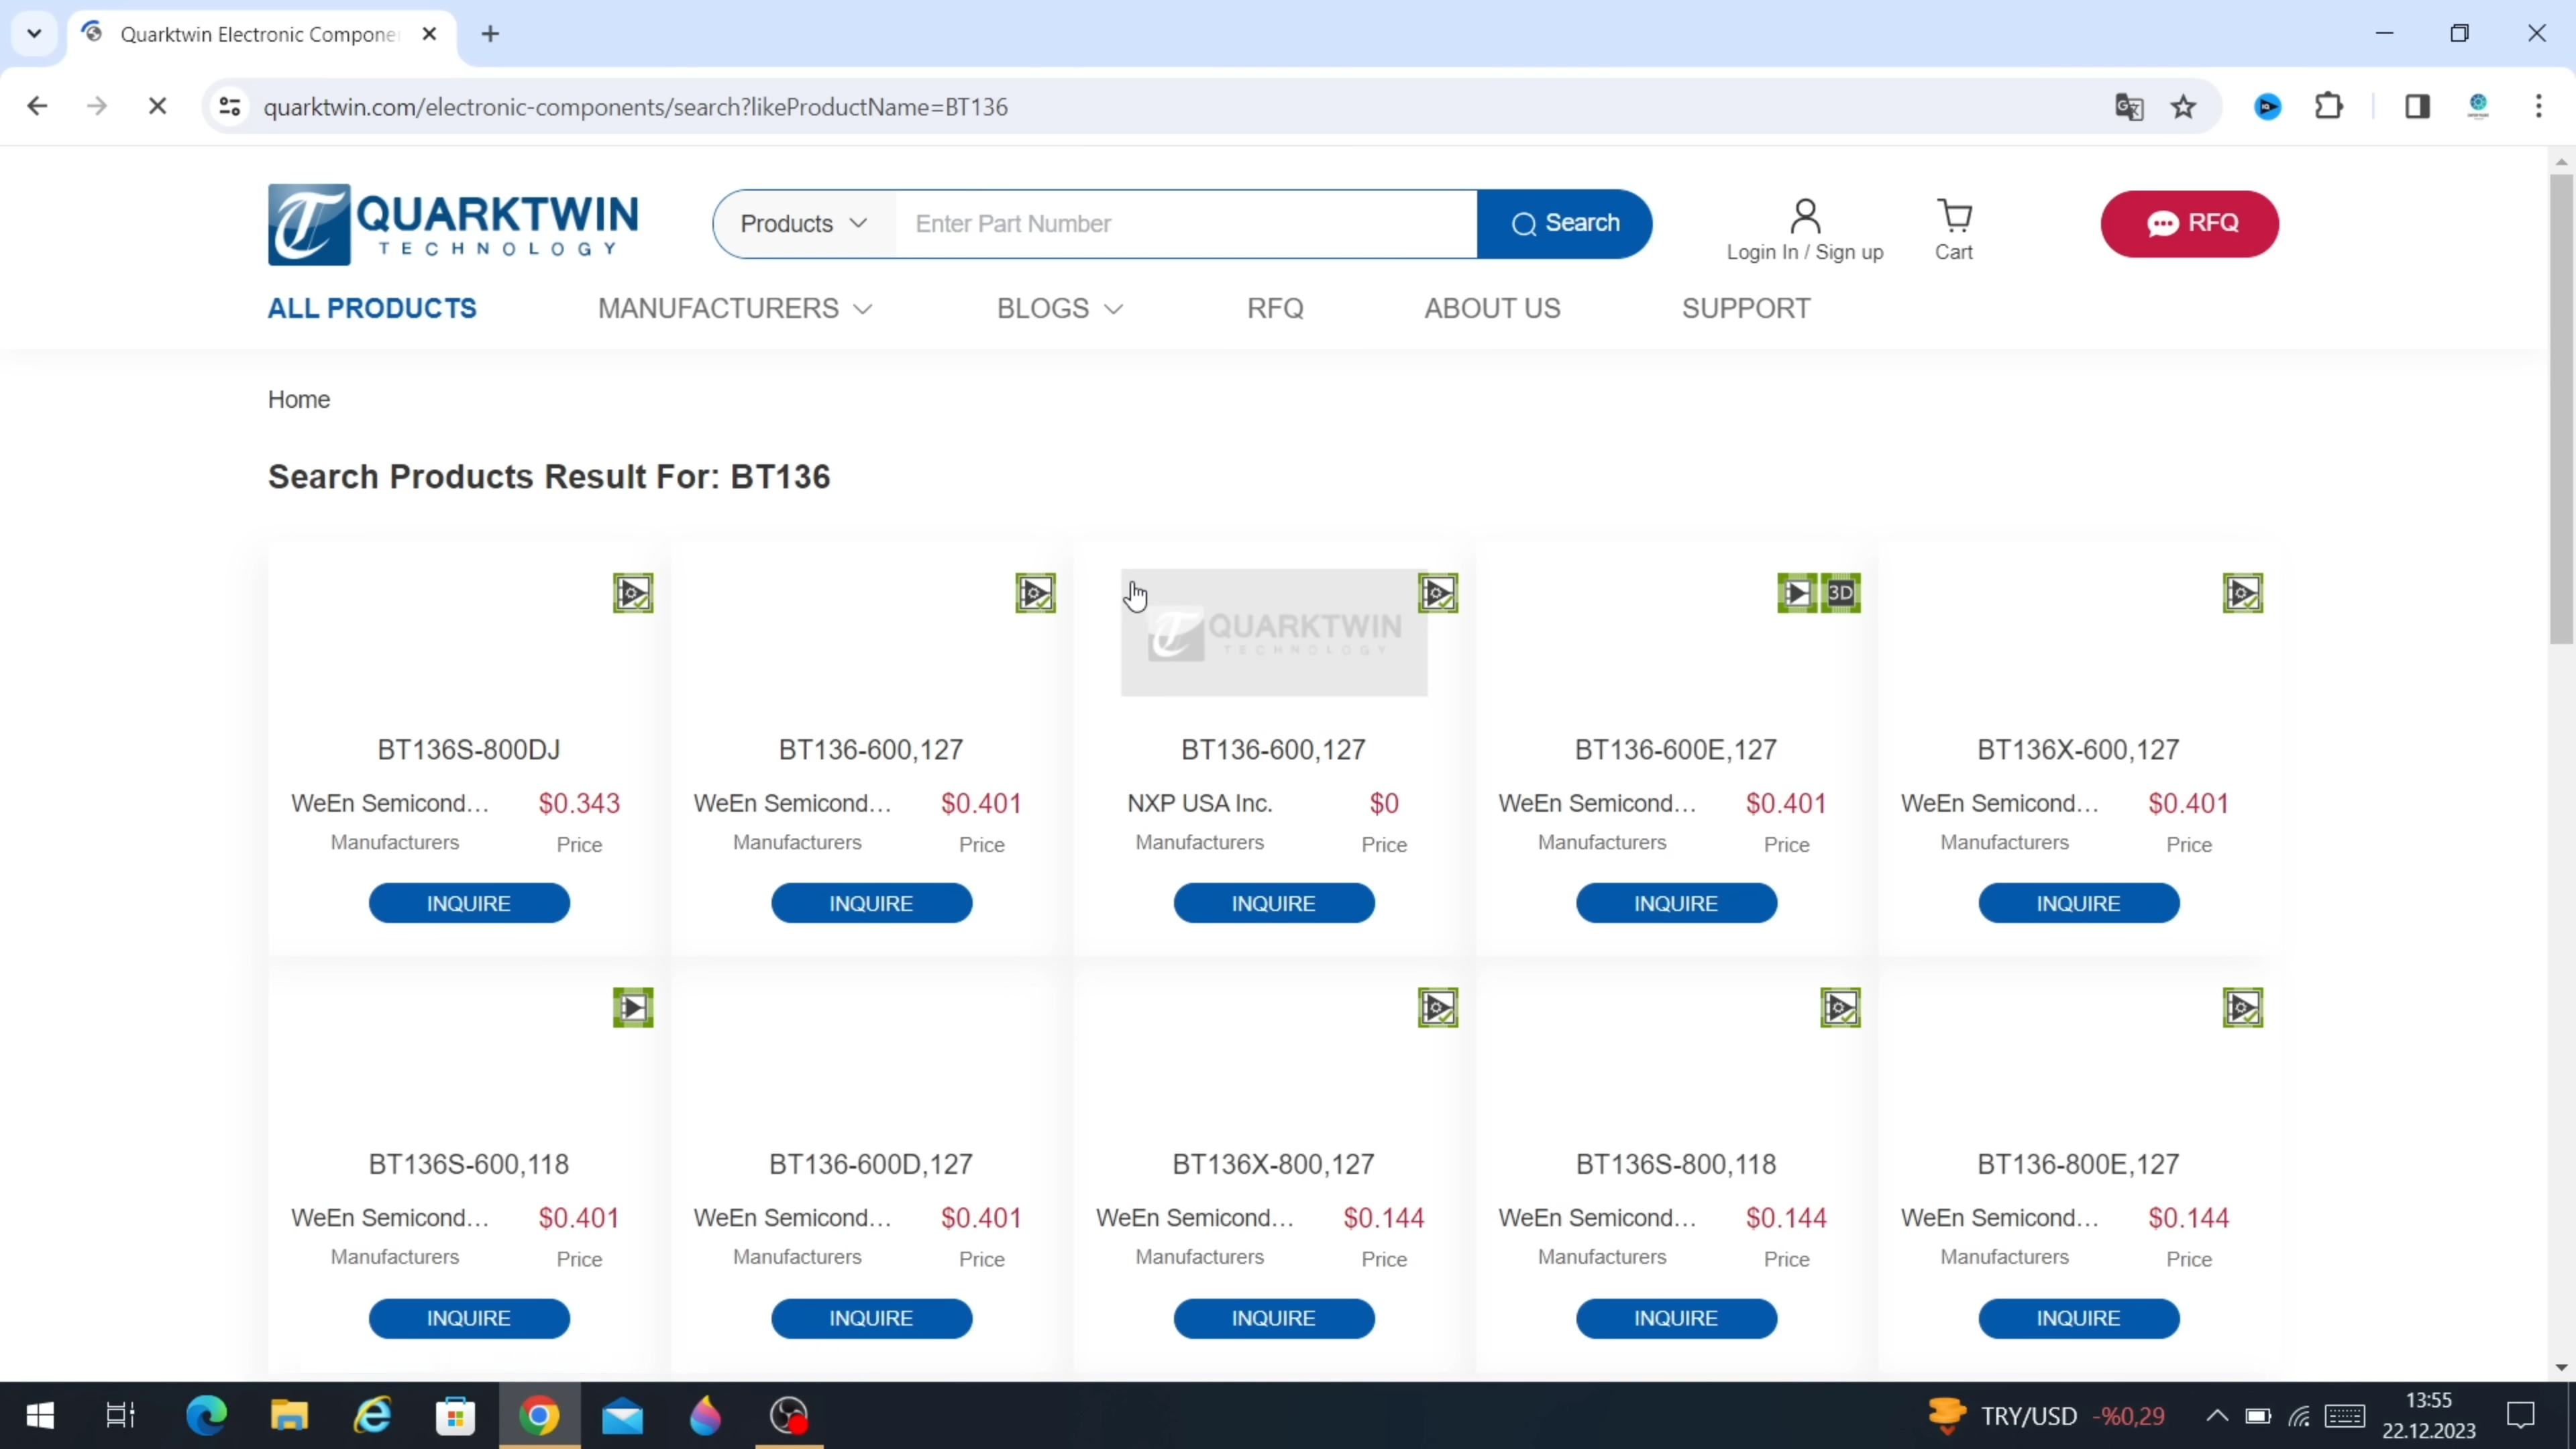 Quarktwin Electronic Compone
quarktwin.com/electronic-components/search?likeProductName=BT136
QUARKTWIN
TECHNOLOGY
Products
Enter Part Number
Search
Login In / Sign up
Cart
RFQ
ALL PRODUCTS
MANUFACTURERS
BLOGS
RFQ
ABOUT US
SUPPORT
Home
Search Products Result For: BT136
QUARKTWIN
TECHNOLOGY
3D
BT136S-800DJ
BT136-600,127
BT136-600,127
BT136-600E,127
BT136X-600,127
WeEn Semicond... $0.343
WeEn Semicond... $0.401
NXP USA Inc. $0
WeEn Semicond... $0.401
WeEn Semicond... $0.401
Manufacturers Price
Manufacturers Price
Manufacturers Price
Manufacturers Price
Manufacturers Price
INQUIRE
INQUIRE
INQUIRE
INQUIRE
INQUIRE
BT136S-600,118
BT136-600D,127
BT136X-800,127
BT136S-800,118
BT136-800E,127
WeEn Semicond... $0.401
WeEn Semicond... $0.401
WeEn Semicond... $0.144
WeEn Semicond... $0.144
WeEn Semicond... $0.144
Manufacturers Price
Manufacturers Price
Manufacturers Price
Manufacturers Price
Manufacturers Price
INQUIRE
INQUIRE
INQUIRE
INQUIRE
INQUIRE
TRY/USD -%0,29
13:55
22.12.2023